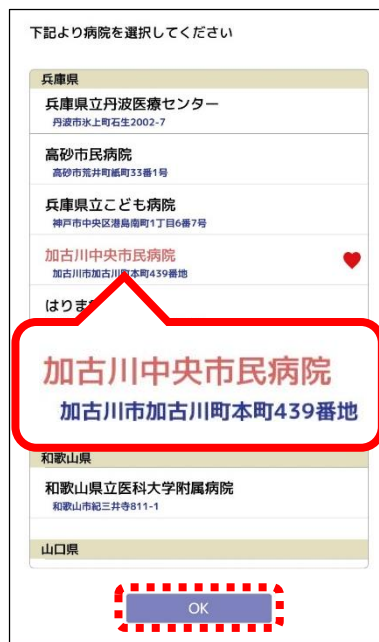 下記より病院を選択してください
兵庫県
兵庫県立丹波医療センター
丹波市氷上町石生2002-7
高砂市民病院
高砂市荒井町紙町33番1号
兵庫県立こども病院
神戸市中央区港島南町1丁目6番7号
加古川中央市民病院
加古川市加古川町本町439番地
はりま
加古川中央市民病院
加古川市加古川町本町439番地
和歌山県
和歌山県立医科大学附属病院
和歌山市紀三井寺811-1
山口県
OK